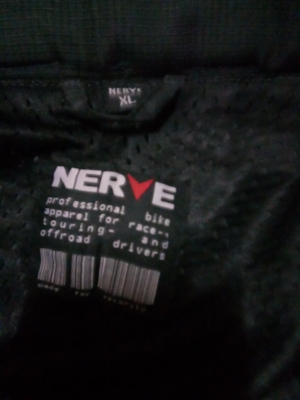 NERVE
XL
NERVE
professional bike
apparel for race--
touring- and
offroad drivers